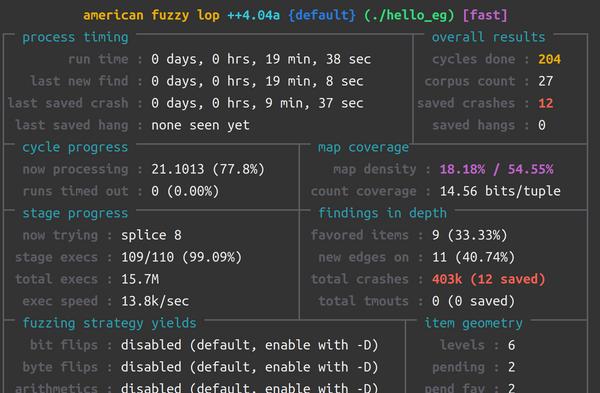 american fuzzy lop ++4.04a {default} (./hello_eg) [fast]
process timing overall results
run time : 0 days, 0 hrs, 19 min, 38 sec cycles done : 204
last new find : 0 days, 0 hrs, 19 min, 8 sec corpus count : 27
last saved crash : 0 days, 0 hrs, 9 min, 37 sec saved crashes : 12
last saved hang : none seen yet saved hangs : 0
cycle progress map coverage
now processing : 21.1013 (77.8%) map density : 18.18% / 54.55%
runs timed out : 0 (0.00%) count coverage : 14.56 bits/tuple
stage progress findings in depth
now trying : splice 8 favored items : 9 (33.33%)
stage execs : 109/110 (99.09%) new edges on : 11 (40.74%)
total execs : 15.7M total crashes : 403k (12 saved)
exec speed : 13.8k/sec total tmouts : 0 (0 saved)
fuzzing strategy yields item geometry
bit flips : disabled (default, enable with -D) levels : 6
byte flips : disabled (default, enable with -D) pending : 2
arithmetics : disabled (default, enable with -D) pend fav : 2